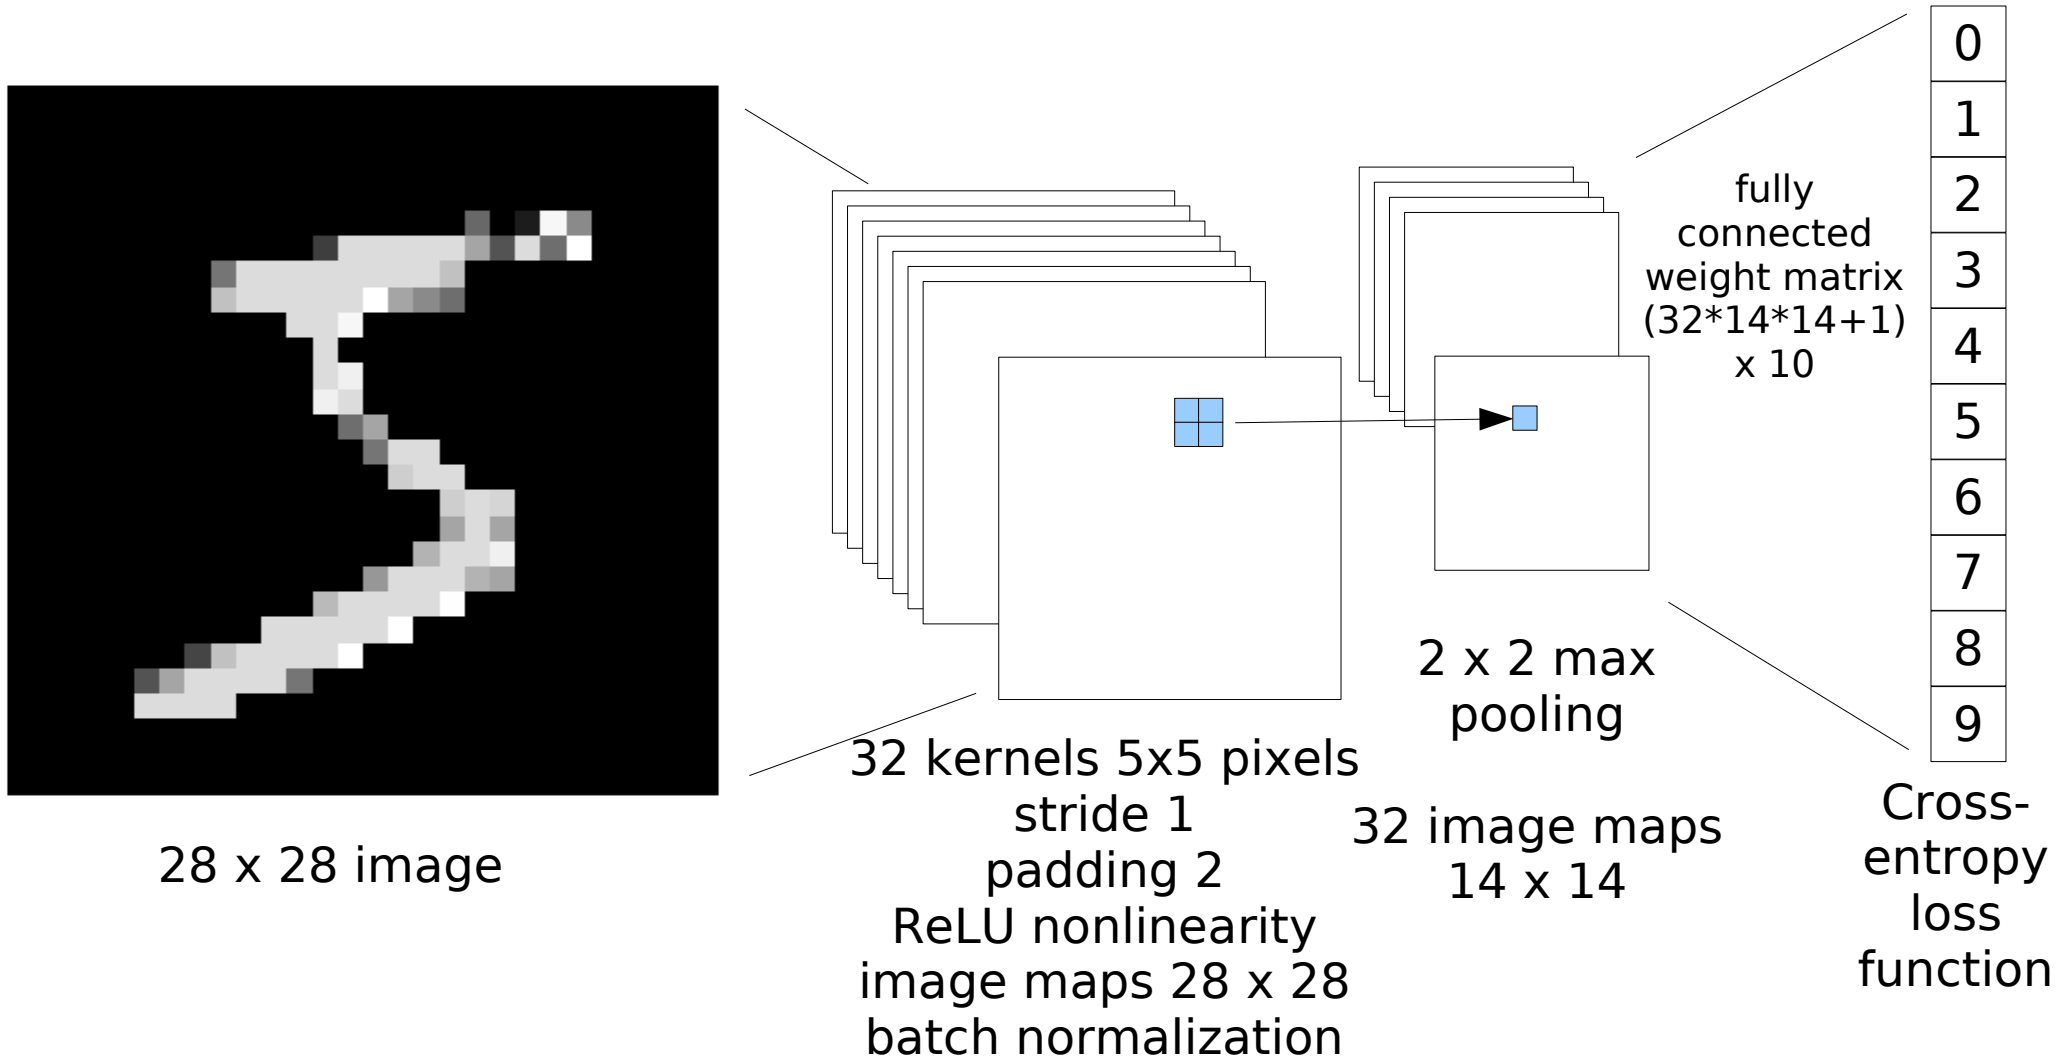 28 x 28 image
32 kernels 5x5 pixels
stride 1
padding 2
ReLU nonlinearity
image maps 28 x 28
batch normalization
2 x 2 max
pooling
32 image maps
14 x 14
fully
connected
weight matrix
(32*14*14+1)
x 10
0
1
2
3
4
5
6
7
8
9
Cross-
entropy
loss
function